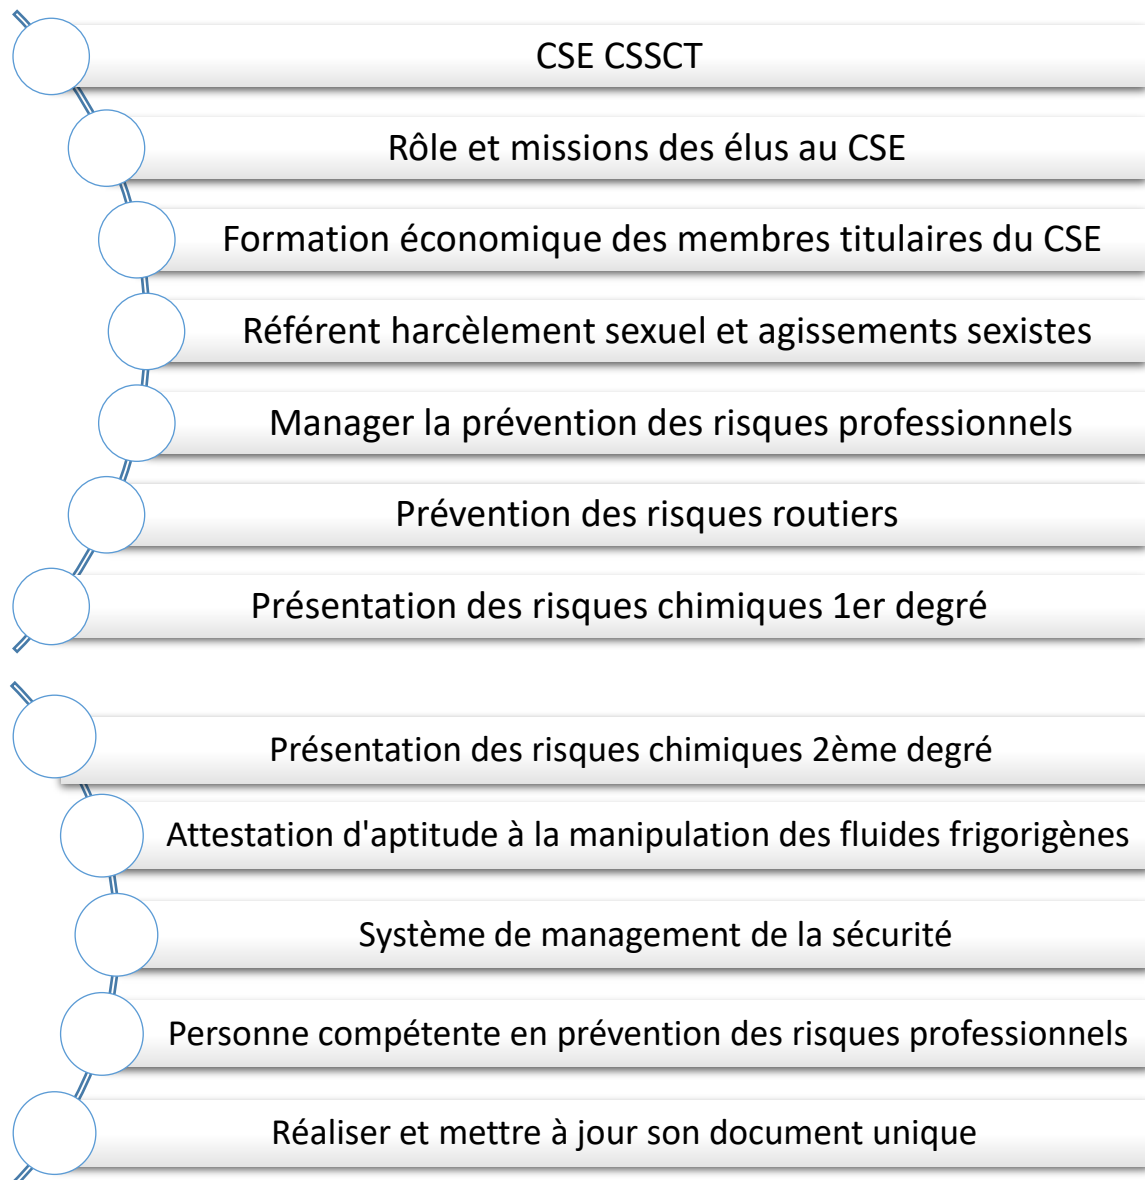 CSE CSSCT
Rôle et missions des élus au CSE
Formation économique des membres titulaires du CSE
Référent harcèlement sexuel et agissements sexistes
Manager la prévention des risques professionnels
Prévention des risques routiers
Présentation des risques chimiques 1er degré
Présentation des risques chimiques 2ème degré
Attestation d'aptitude à la manipulation des fluides frigorigènes
Système de management de la sécurité
Personne compétente en prévention des risques professionnels
Réaliser et mettre à jour son document unique